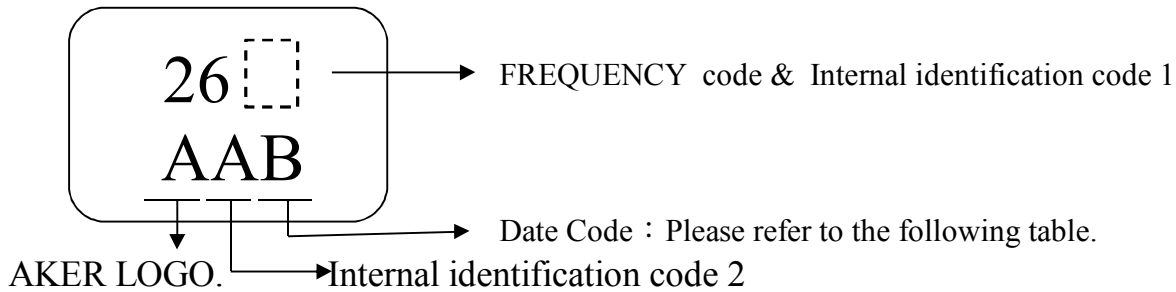 26 FREQUENCY code & Internal identification code 1
AAB
Date Code：Please refer to the following table.
AKER LOGO. Internal identification code 2